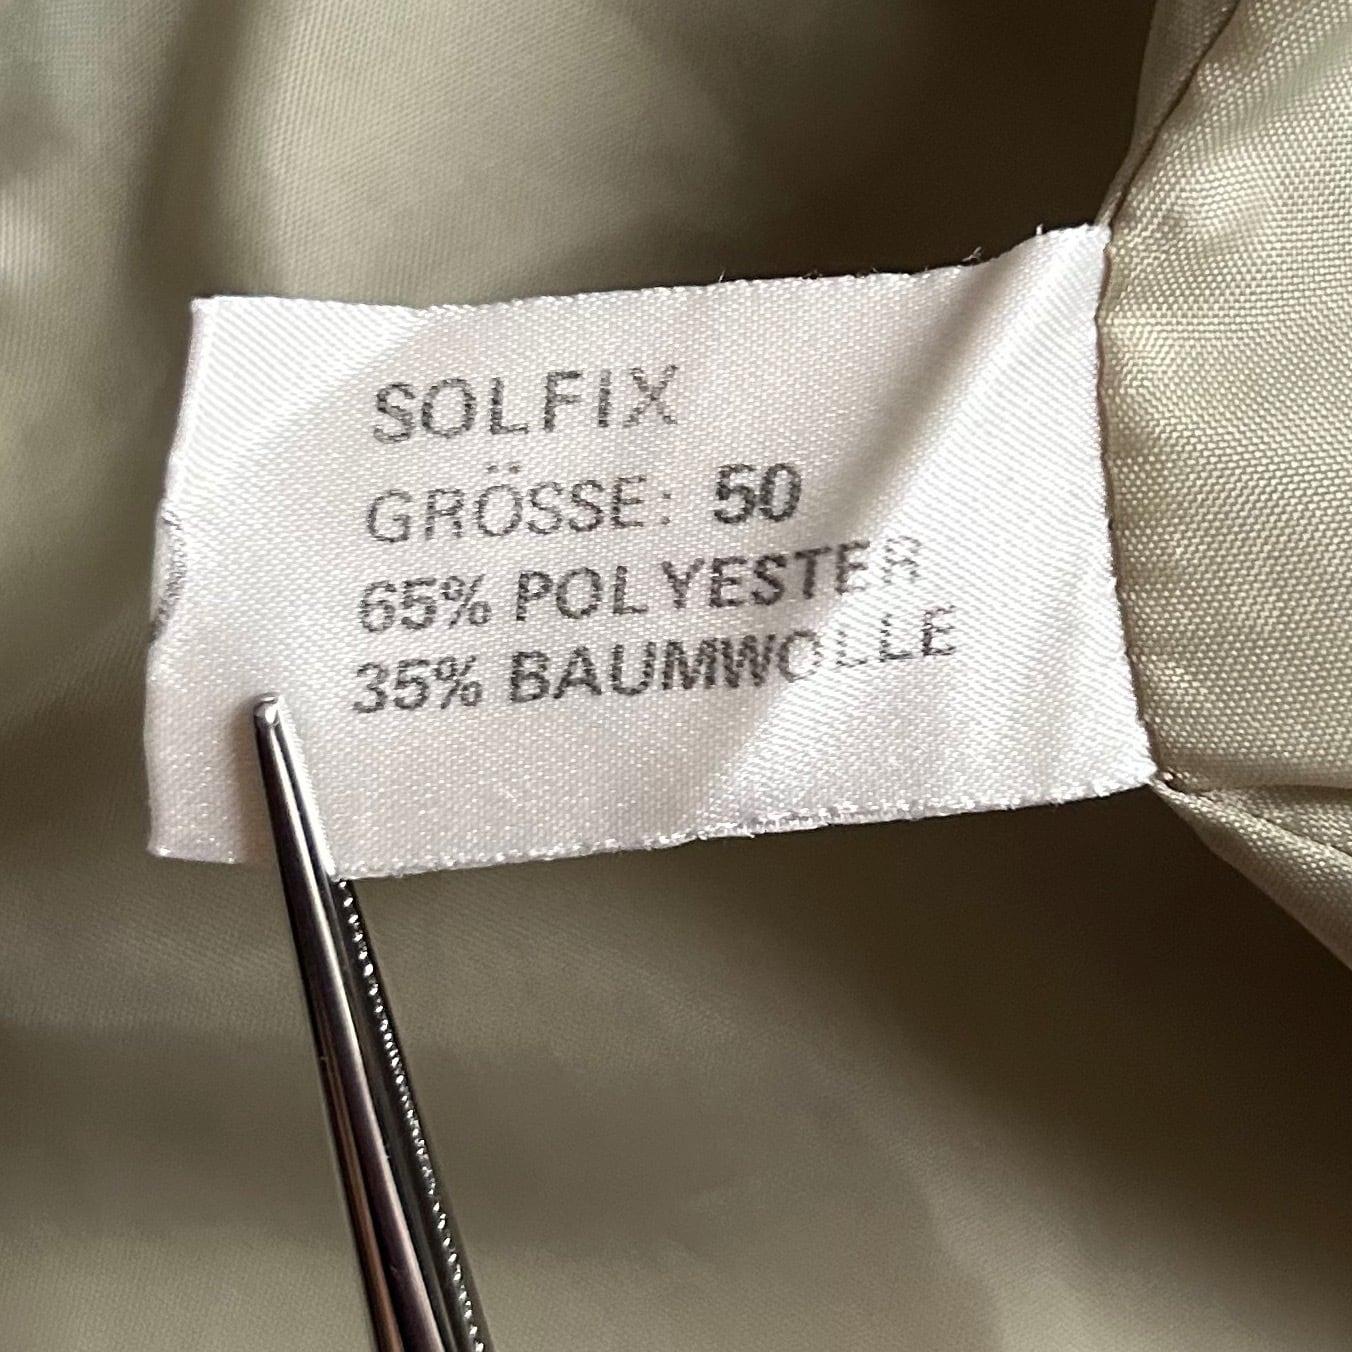 SOLFIX
GRÖSSE: 50
65% POLYESTER
35% BAUMWOLLE